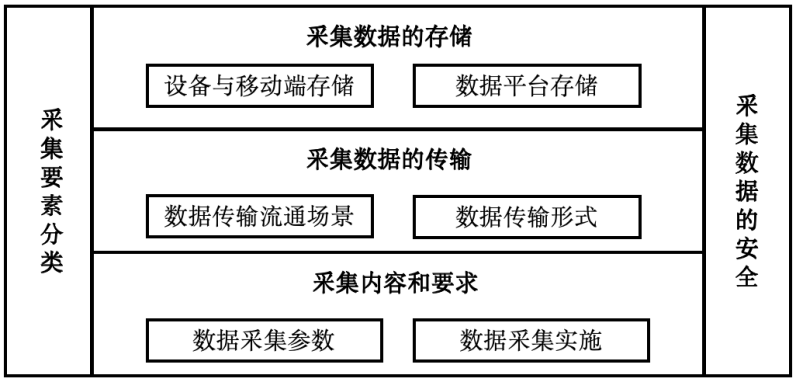 采集要素分类
采集数据的存储
设备与移动端存储
数据平台存储
采集数据的传输
数据传输流通场景
数据传输形式
采集内容和要求
数据采集参数
数据采集实施
采集数据的安全